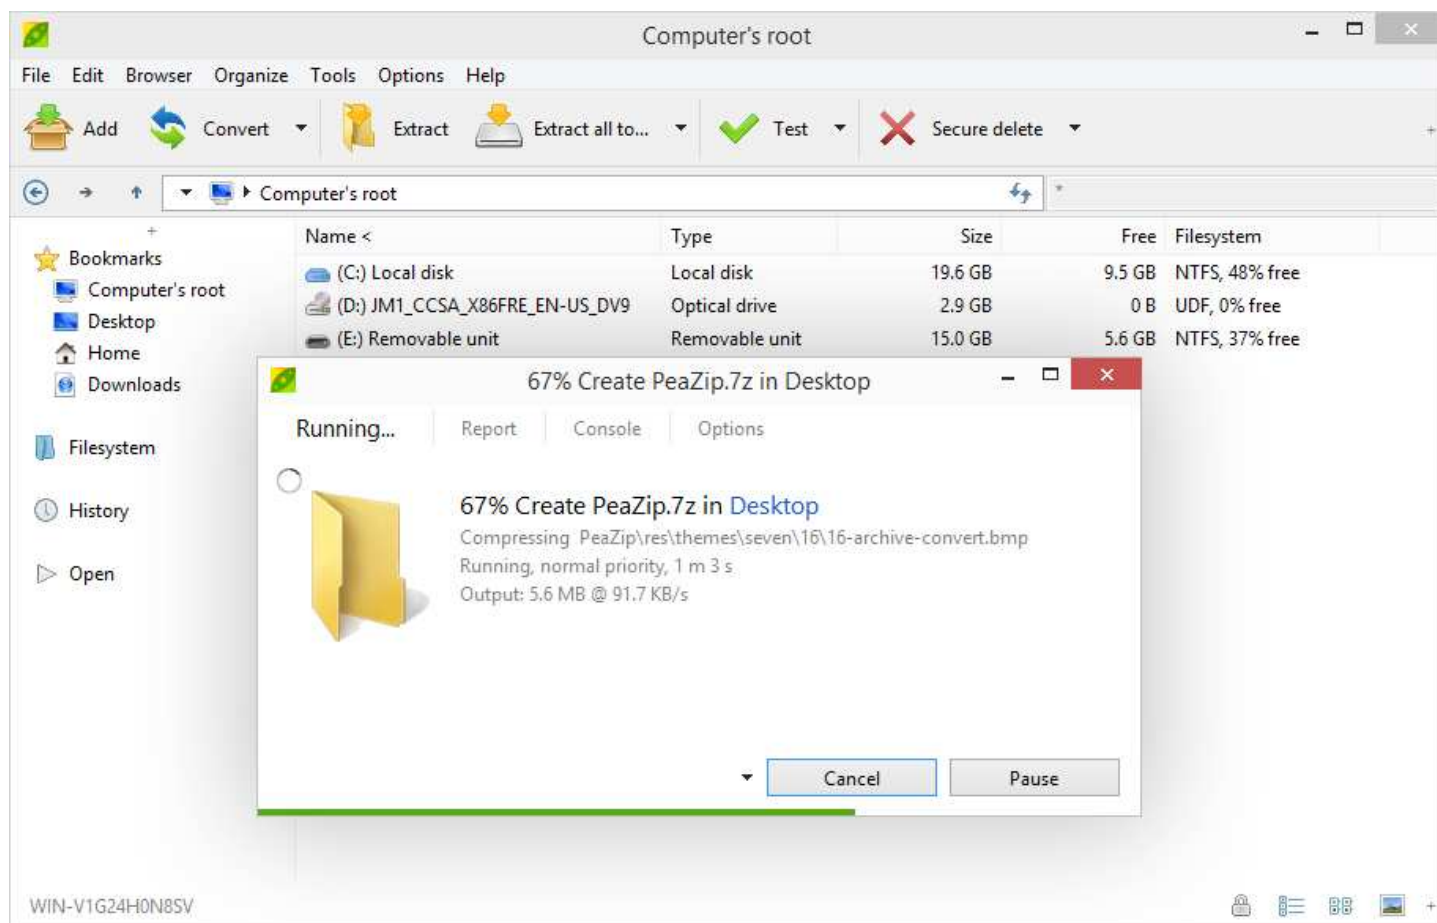 Computer's root
File Edit Browser Organize Tools Options Help
Add Convert Extract Extract all to... Test Secure delete +
Computer's root *
+
Bookmarks
Computer's root
Desktop
Home
Downloads
Filesystem
History
Open
Name < Type Size Free Filesystem
(C:) Local disk Local disk 19.6 GB 9.5 GB NTFS, 48% free
(D:) JM1_CCSA_X86FRE_EN-US_DV9 Optical drive 2.9 GB 0 B UDF, 0% free
(E:) Removable unit Removable unit 15.0 GB 5.6 GB NTFS, 37% free
67% Create PeaZip.7z in Desktop
Running... Report Console Options
67% Create PeaZip.7z in Desktop
Compressing PeaZip\res\themes\seven\16\16-archive-convert.bmp
Running, normal priority, 1 m 3 s
Output: 5.6 MB @ 91.7 KB/s
Cancel Pause
WIN-V1G24H0N8SV +